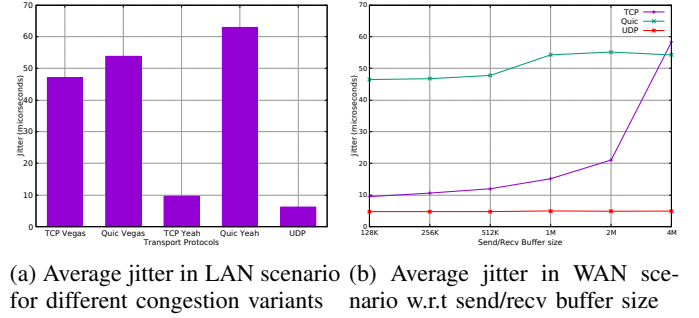 70
60
50
40
30
20
10
0
Jitter (micorseconds)
TCP Vegas Quic Vegas TCP Yeah Quic Yeah UDP
Transport Protocols
(a) Average jitter in LAN scenario
for different congestion variants
TCP
Quic
UDP
70
60
50
40
30
20
10
0
Jitter (microseconds)
128K 256K 512K 1M 2M 4M
Send/Recv Buffer size
(b) Average jitter in WAN sce-
nario w.r.t send/recv buffer size